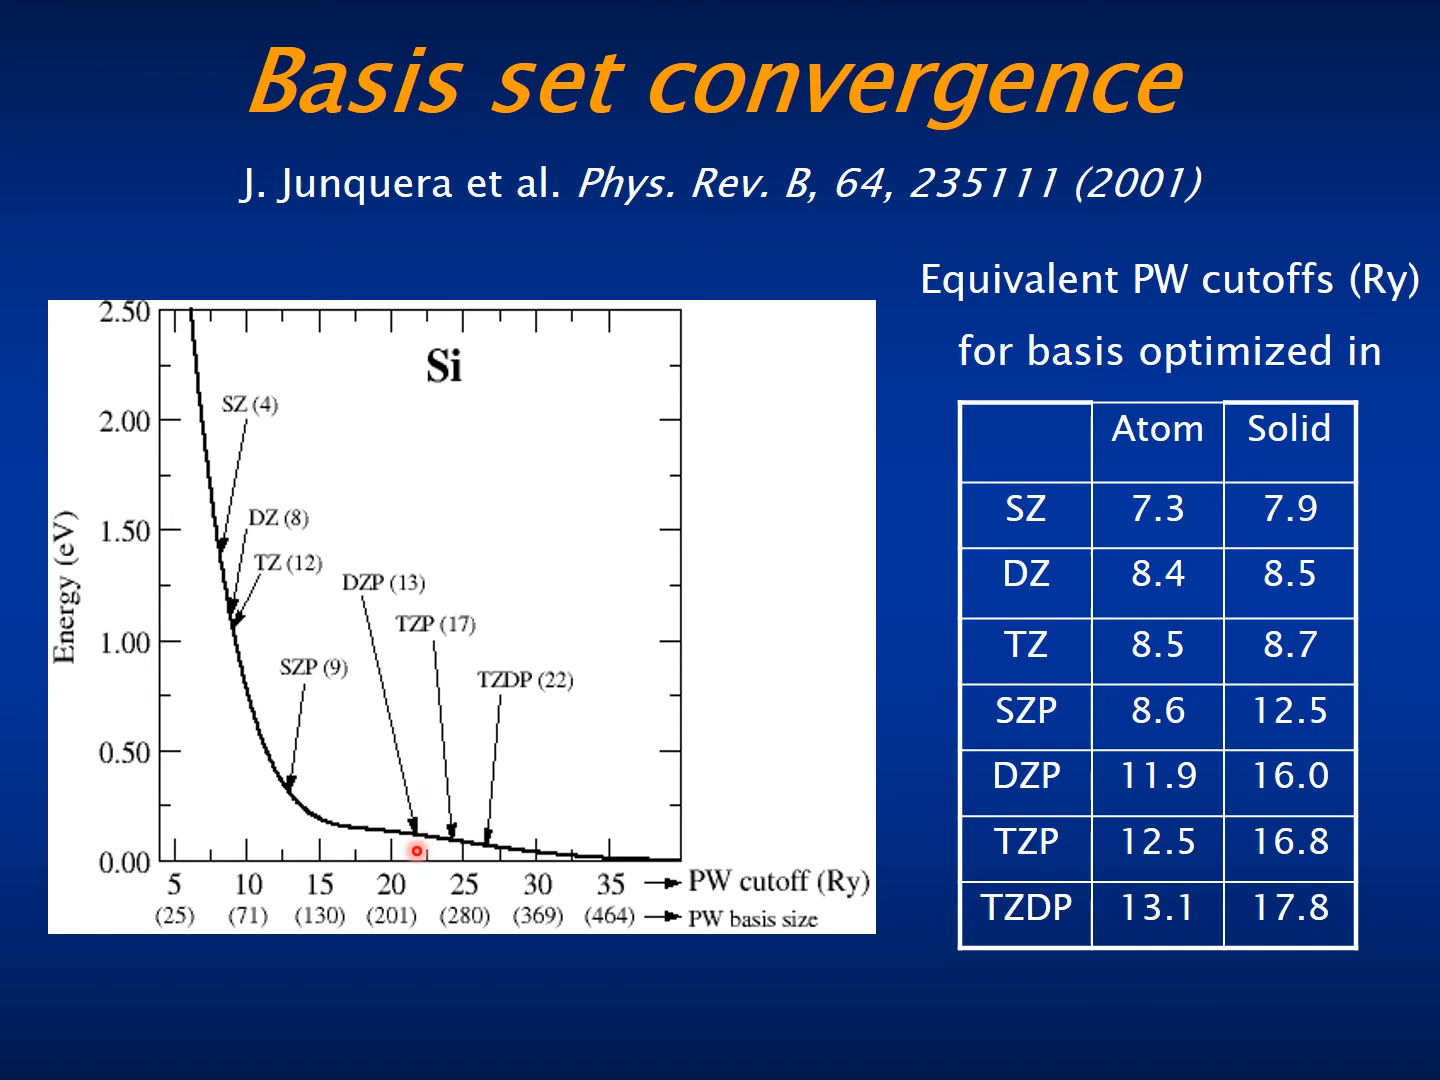 Basis set convergence
J. Junquera et al. Phys. Rev. B, 64, 235111 (2001)
Equivalent PW cutoffs (Ry)
for basis optimized in
2.50
2.00
1.50
1.00
0.50
0.00
Energy (eV)
Si
SZ (4)
DZ (8)
TZ (12)
DZP (13)
TZP (17)
SZP (9)
TZDP (22)
5 10 15 20 25 30 35 PW cutoff (Ry)
(25) (71) (130) (201) (280) (369) (464) PW basis size
Atom Solid
SZ 7.3 7.9
DZ 8.4 8.5
TZ 8.5 8.7
SZP 8.6 12.5
DZP 11.9 16.0
TZP 12.5 16.8
TZDP 13.1 17.8